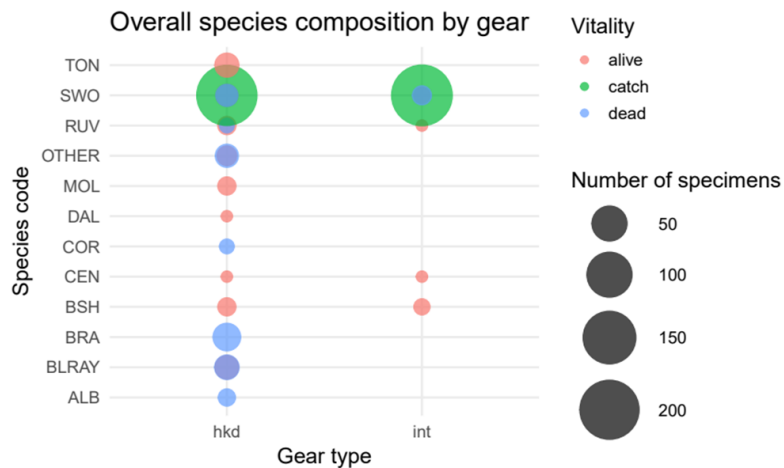 Overall species composition by gear
TON
SWO
RUV
OTHER
MOL
DAL
COR
CEN
BSH
BRA
BLRAY
ALB
Species code
hkd
int
Gear type
Vitality
alive
catch
dead
Number of specimens
50
100
150
200